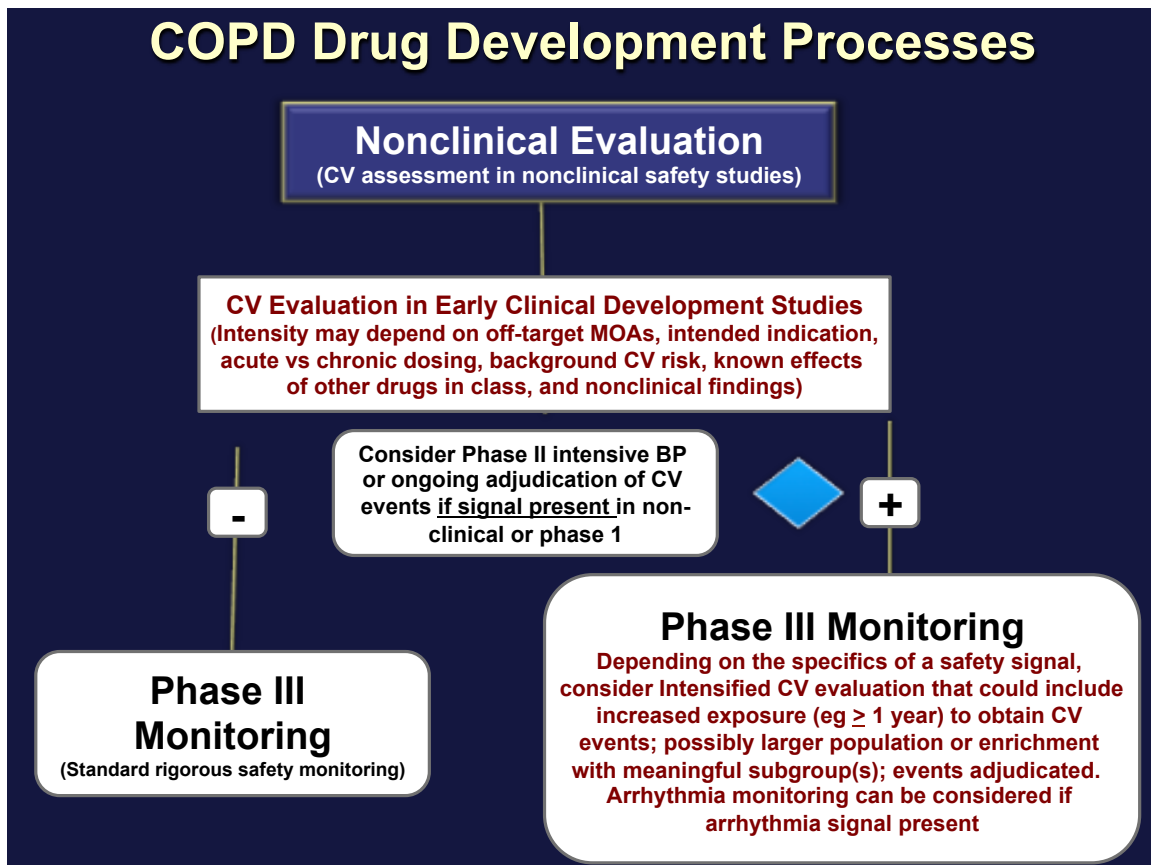 COPD Drug Development Processes
Nonclinical Evaluation
(CV assessment in nonclinical safety studies)
CV Evaluation in Early Clinical Development Studies
(Intensity may depend on off-target MOAs, intended indication,
acute vs chronic dosing, background CV risk, known effects
of other drugs in class, and nonclinical findings)
Consider Phase II intensive BP
or ongoing adjudication of CV
events if signal present in non-
clinical or phase 1
-
+
Phase III
Monitoring
(Standard rigorous safety monitoring)
Phase III Monitoring
Depending on the specifics of a safety signal,
consider Intensified CV evaluation that could include
increased exposure (eg ≥ 1 year) to obtain CV
events; possibly larger population or enrichment
with meaningful subgroup(s); events adjudicated.
Arrhythmia monitoring can be considered if
arrhythmia signal present